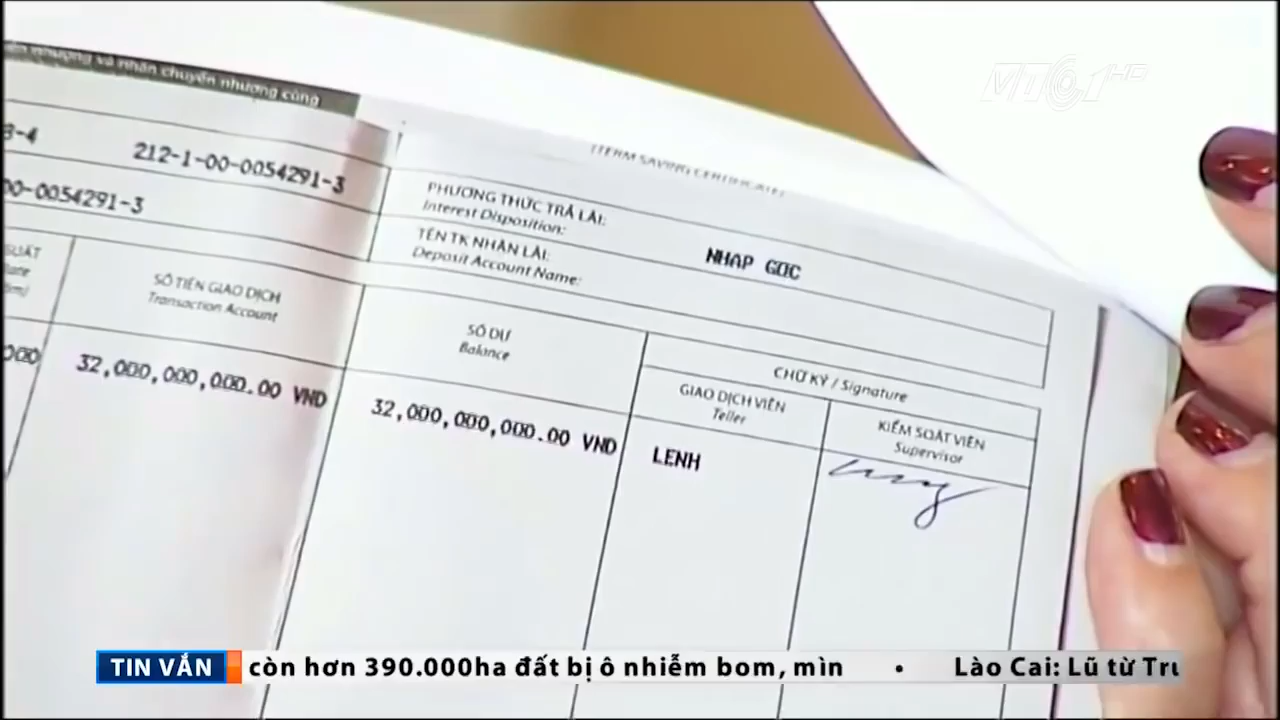 VTC1 HD
nhượng và nhận chuyển nhượng cùng
(TERM SAVING CERTIFICATE)
3-4
212-1-00-0054291-3
00-0054291-3
PHƯƠNG THỨC TRẢ LÃI:
Interest Disposition:
NHAP GOC
TÊN TK NHẬN LÃI:
Deposit Account Name:
SUẤT
SỐ TIỀN GIAO DỊCH
Transaction Account
SỐ DƯ
Balance
CHỮ KÝ / Signature
GIAO DỊCH VIÊN
Teller
KIỂM SOÁT VIÊN
Supervisor
000
32,000,000,000.00 VND
32,000,000,000.00 VND
LENH
TIN VẮN
còn hơn 390.000ha đất bị ô nhiễm bom, mìn • Lào Cai: Lũ từ Tru